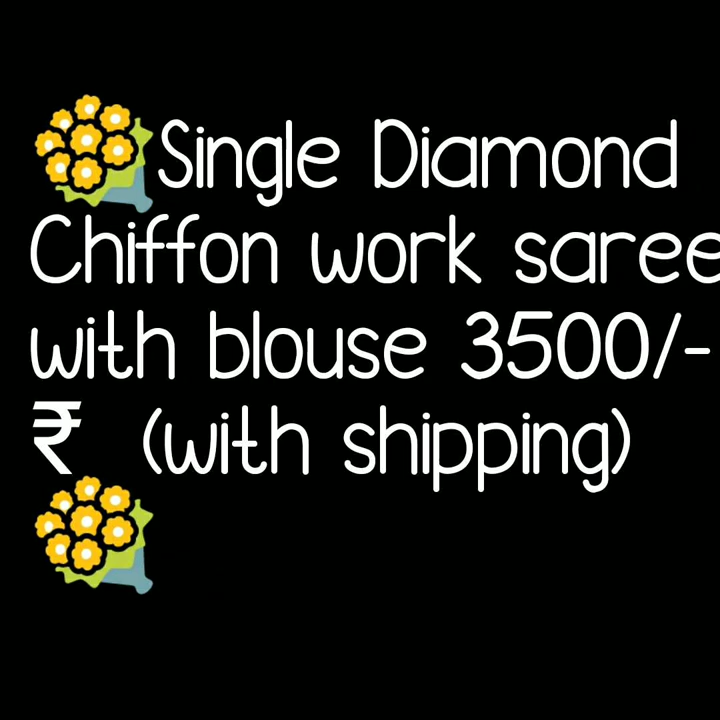 💐Single Diamond
Chiffon work saree
with blouse 3500/-
₹ (with shipping)
💐